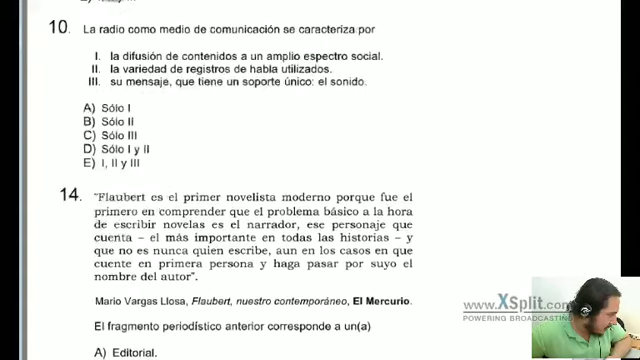 10. La radio como medio de comunicación se caracteriza por
I. la difusión de contenidos a un amplio espectro social.
II. la variedad de registros de habla utilizados.
III. su mensaje, que tiene un soporte único: el sonido.
A) Sólo I
B) Sólo II
C) Sólo III
D) Sólo I y II
E) I, II y III
14. "Flaubert es el primer novelista moderno porque fue el
primero en comprender que el problema básico a la hora
de escribir novelas es el narrador, ese personaje que
cuenta – el más importante en todas las historias – y
que no es nunca quien escribe, aun en los casos en que
cuente en primera persona y haga pasar por suyo el
nombre del autor".
Mario Vargas Llosa, Flaubert, nuestro contemporáneo, El Mercurio.
El fragmento periodístico anterior corresponde a un(a)
A) Editorial.
www.XSplit.com
POWERING BROADCASTING